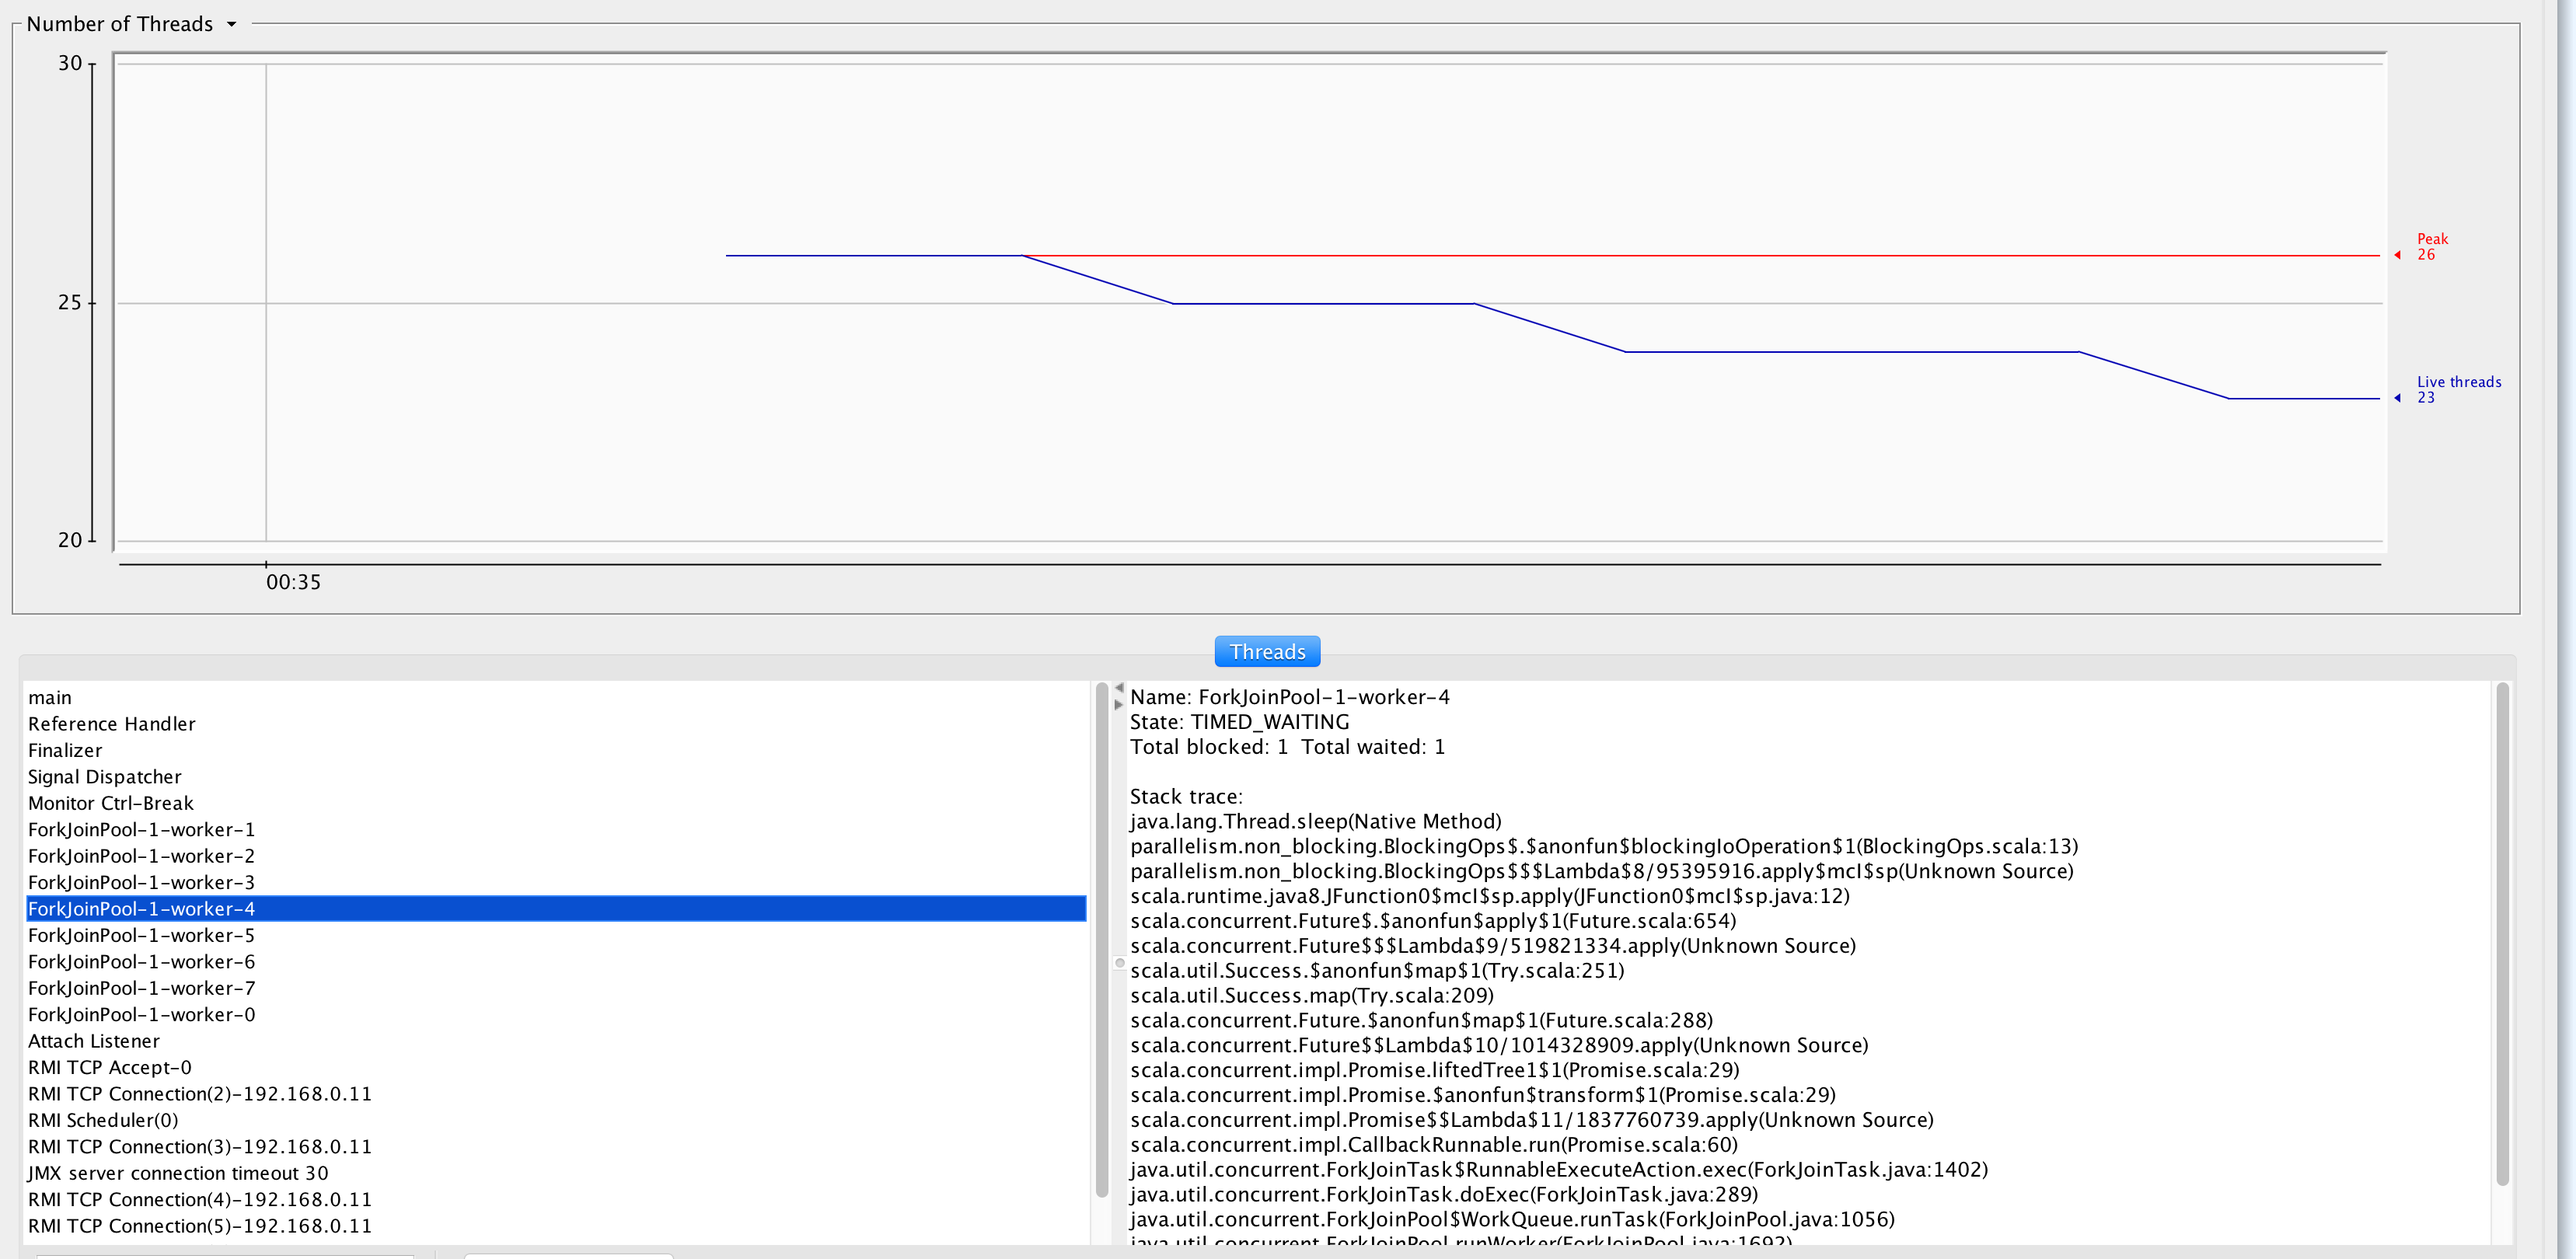 Number of Threads
30
25
20
00:35
Peak
26
Live threads
23
Threads
main
Reference Handler
Finalizer
Signal Dispatcher
Monitor Ctrl-Break
ForkJoinPool-1-worker-1
ForkJoinPool-1-worker-2
ForkJoinPool-1-worker-3
ForkJoinPool-1-worker-4
ForkJoinPool-1-worker-5
ForkJoinPool-1-worker-6
ForkJoinPool-1-worker-7
ForkJoinPool-1-worker-0
Attach Listener
RMI TCP Accept-0
RMI TCP Connection(2)-192.168.0.11
RMI Scheduler(0)
RMI TCP Connection(3)-192.168.0.11
JMX server connection timeout 30
RMI TCP Connection(4)-192.168.0.11
RMI TCP Connection(5)-192.168.0.11
Name: ForkJoinPool-1-worker-4
State: TIMED_WAITING
Total blocked: 1  Total waited: 1
Stack trace:
java.lang.Thread.sleep(Native Method)
parallelism.non_blocking.BlockingOps$.$anonfun$blockingIoOperation$1(BlockingOps.scala:13)
parallelism.non_blocking.BlockingOps$$$Lambda$8/95395916.apply$mcI$sp(Unknown Source)
scala.runtime.java8.JFunction0$mcI$sp.apply(JFunction0$mcI$sp.java:12)
scala.concurrent.Future$.$anonfun$apply$1(Future.scala:654)
scala.concurrent.Future$$$Lambda$9/519821334.apply(Unknown Source)
scala.util.Success.$anonfun$map$1(Try.scala:251)
scala.util.Success.map(Try.scala:209)
scala.concurrent.Future.$anonfun$map$1(Future.scala:288)
scala.concurrent.Future$$Lambda$10/1014328909.apply(Unknown Source)
scala.concurrent.impl.Promise.liftedTree1$1(Promise.scala:29)
scala.concurrent.impl.Promise.$anonfun$transform$1(Promise.scala:29)
scala.concurrent.impl.Promise$$Lambda$11/1837760739.apply(Unknown Source)
scala.concurrent.impl.CallbackRunnable.run(Promise.scala:60)
java.util.concurrent.ForkJoinTask$RunnableExecuteAction.exec(ForkJoinTask.java:1402)
java.util.concurrent.ForkJoinTask.doExec(ForkJoinTask.java:289)
java.util.concurrent.ForkJoinPool$WorkQueue.runTask(ForkJoinPool.java:1056)
java.util.concurrent.ForkJoinPool.runWorker(ForkJoinPool.java:1692)